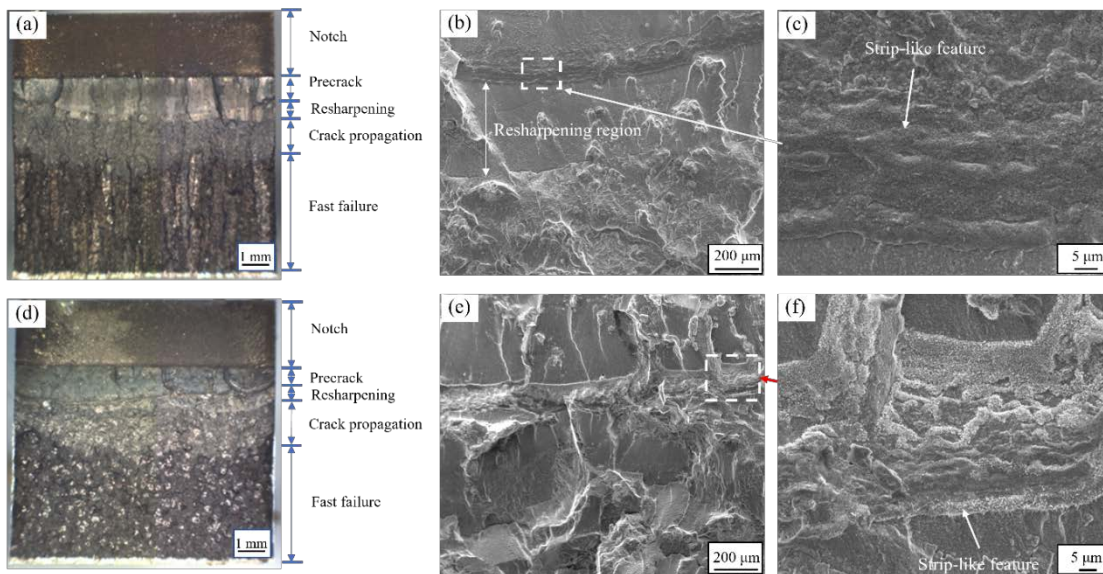 (a)
Notch
Precrack
Resharpening
Crack propagation
Fast failure
1 mm
(b)
Resharpening region
200 μm
(c)
Strip-like feature
5 μm
(d)
Notch
Precrack
Resharpening
Crack propagation
Fast failure
1 mm
(e)
200 μm
(f)
Strip-like feature
5 μm